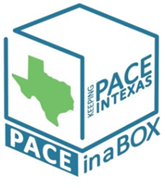 KEEPING
PACE
IN TEXAS
PACE in a BOX